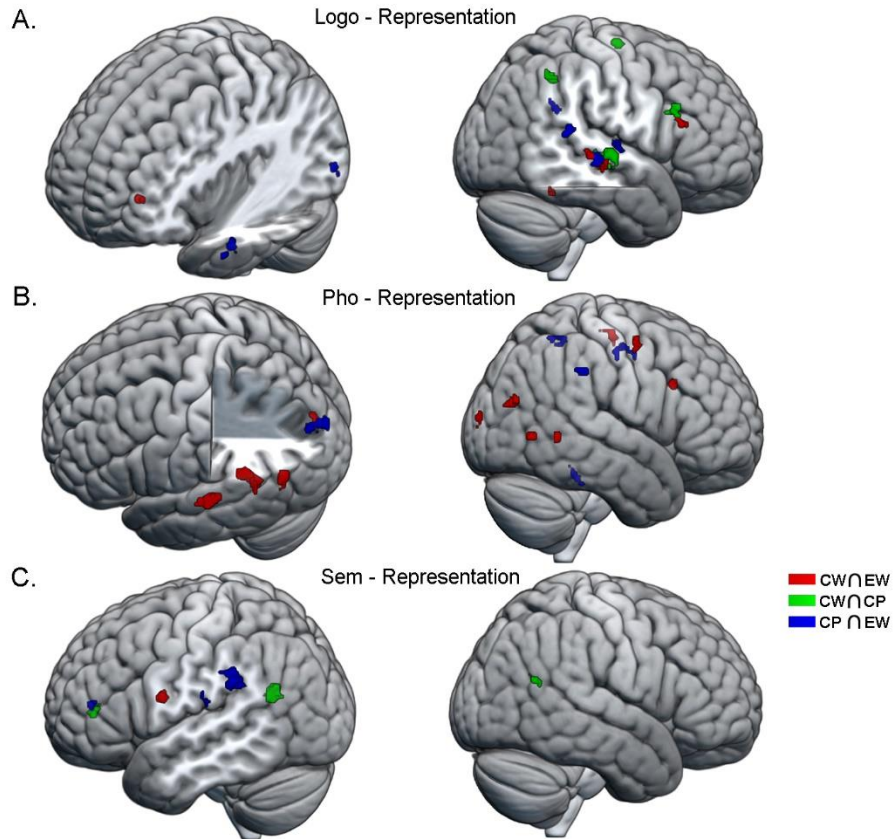 A.
Logo - Representation
B.
Pho - Representation
C.
Sem - Representation
CW∩EW
CW∩CP
CP ∩EW